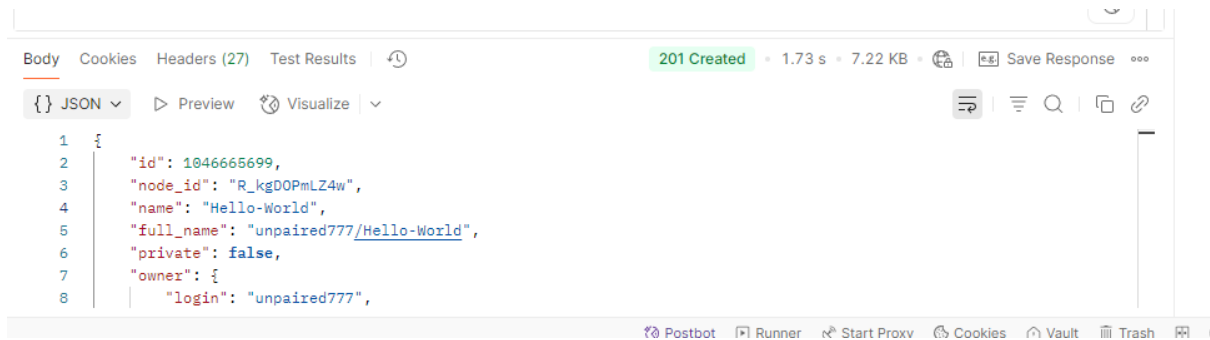 Body Cookies Headers (27) Test Results 201 Created • 1.73 s • 7.22 KB • e.g. Save Response
{} JSON Preview Visualize
1 {
2 "id": 1046665699,
3 "node_id": "R_kgDOPmLZ4w",
4 "name": "Hello-World",
5 "full_name": "unpaired777/Hello-World",
6 "private": false,
7 "owner": {
8 "login": "unpaired777",
Postbot Runner Start Proxy Cookies Vault Trash